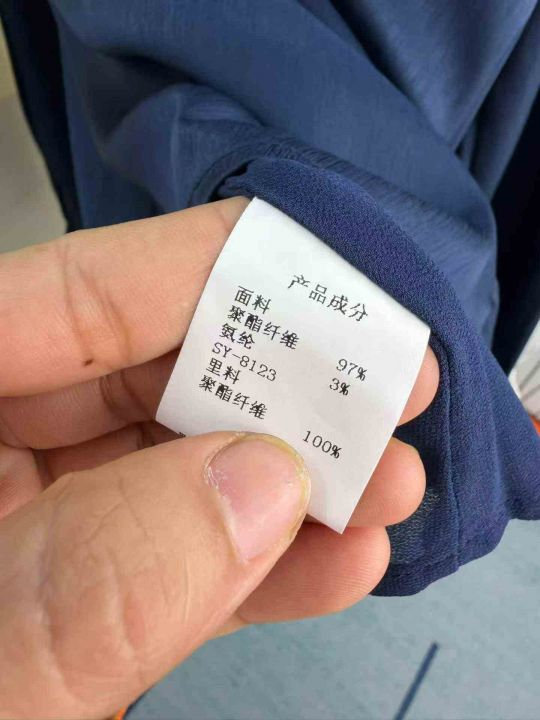 产品成分
面料
聚酯纤维 97%
氨纶 3%
SY-8123
里料
聚酯纤维 100%